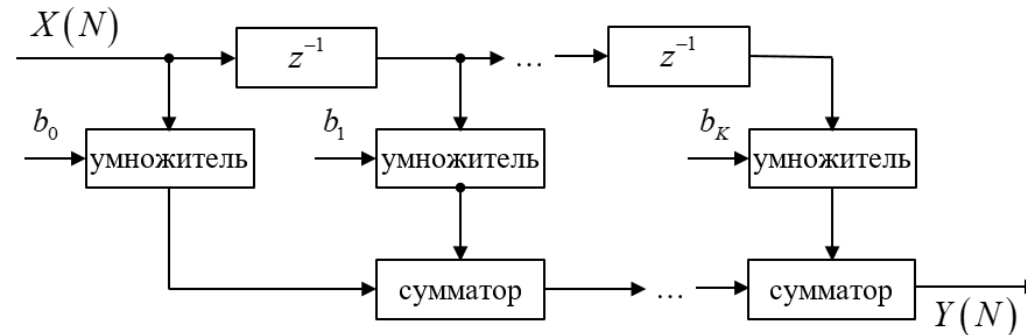 X(N)
z⁻¹
…
z⁻¹
b₀
умножитель
b₁
умножитель
b_K
умножитель
сумматор
…
сумматор
Y(N)